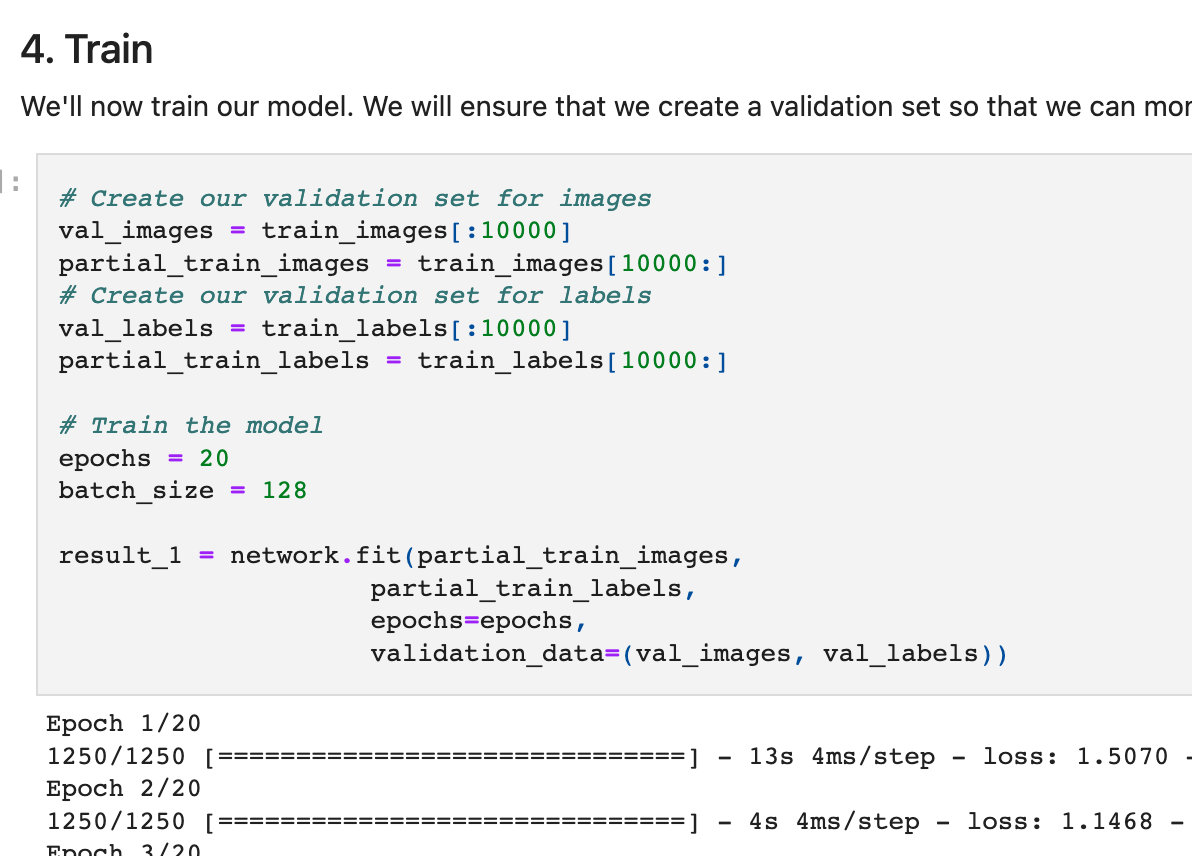 4. Train
We'll now train our model. We will ensure that we create a validation set so that we can
]:
# Create our validation set for images
val_images = train_images[:10000]
partial_train_images = train_images[10000:]
# Create our validation set for labels
val_labels = train_labels[:10000]
partial_train_labels = train_labels[10000:]
# Train the model
epochs = 20
batch_size = 128
result_1 = network.fit(partial_train_images,
partial_train_labels,
epochs=epochs,
validation_data=(val_images, val_labels))
Epoch 1/20
1250/1250 [==============================] - 13s 4ms/step - loss: 1.5070 -
Epoch 2/20
1250/1250 [==============================] - 4s 4ms/step - loss: 1.1468 -
Epoch 3/20